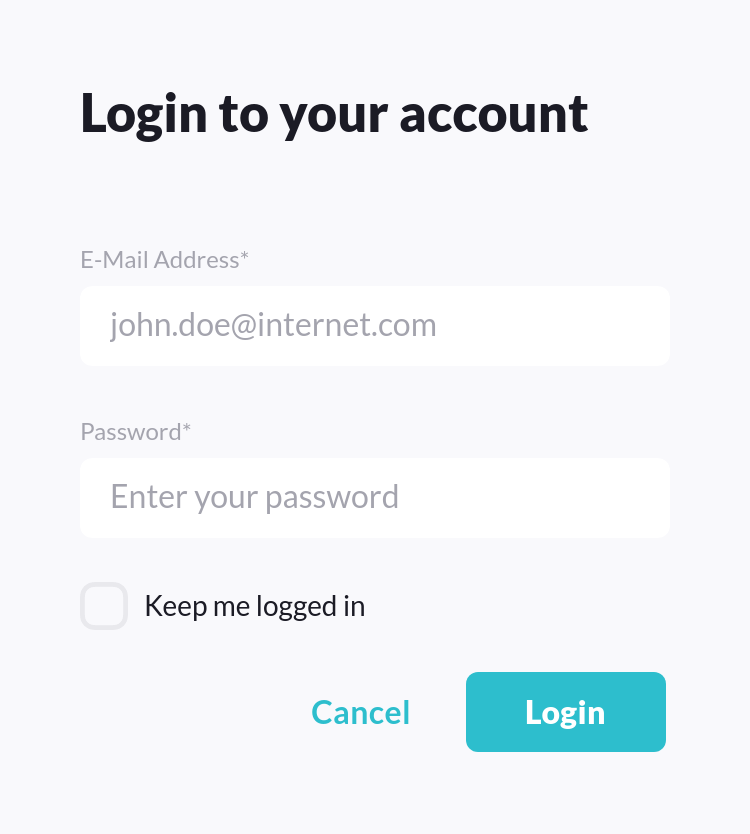 Login to your account
E-Mail Address*
john.doe@internet.com
Password*
Enter your password
Keep me logged in
Cancel Login